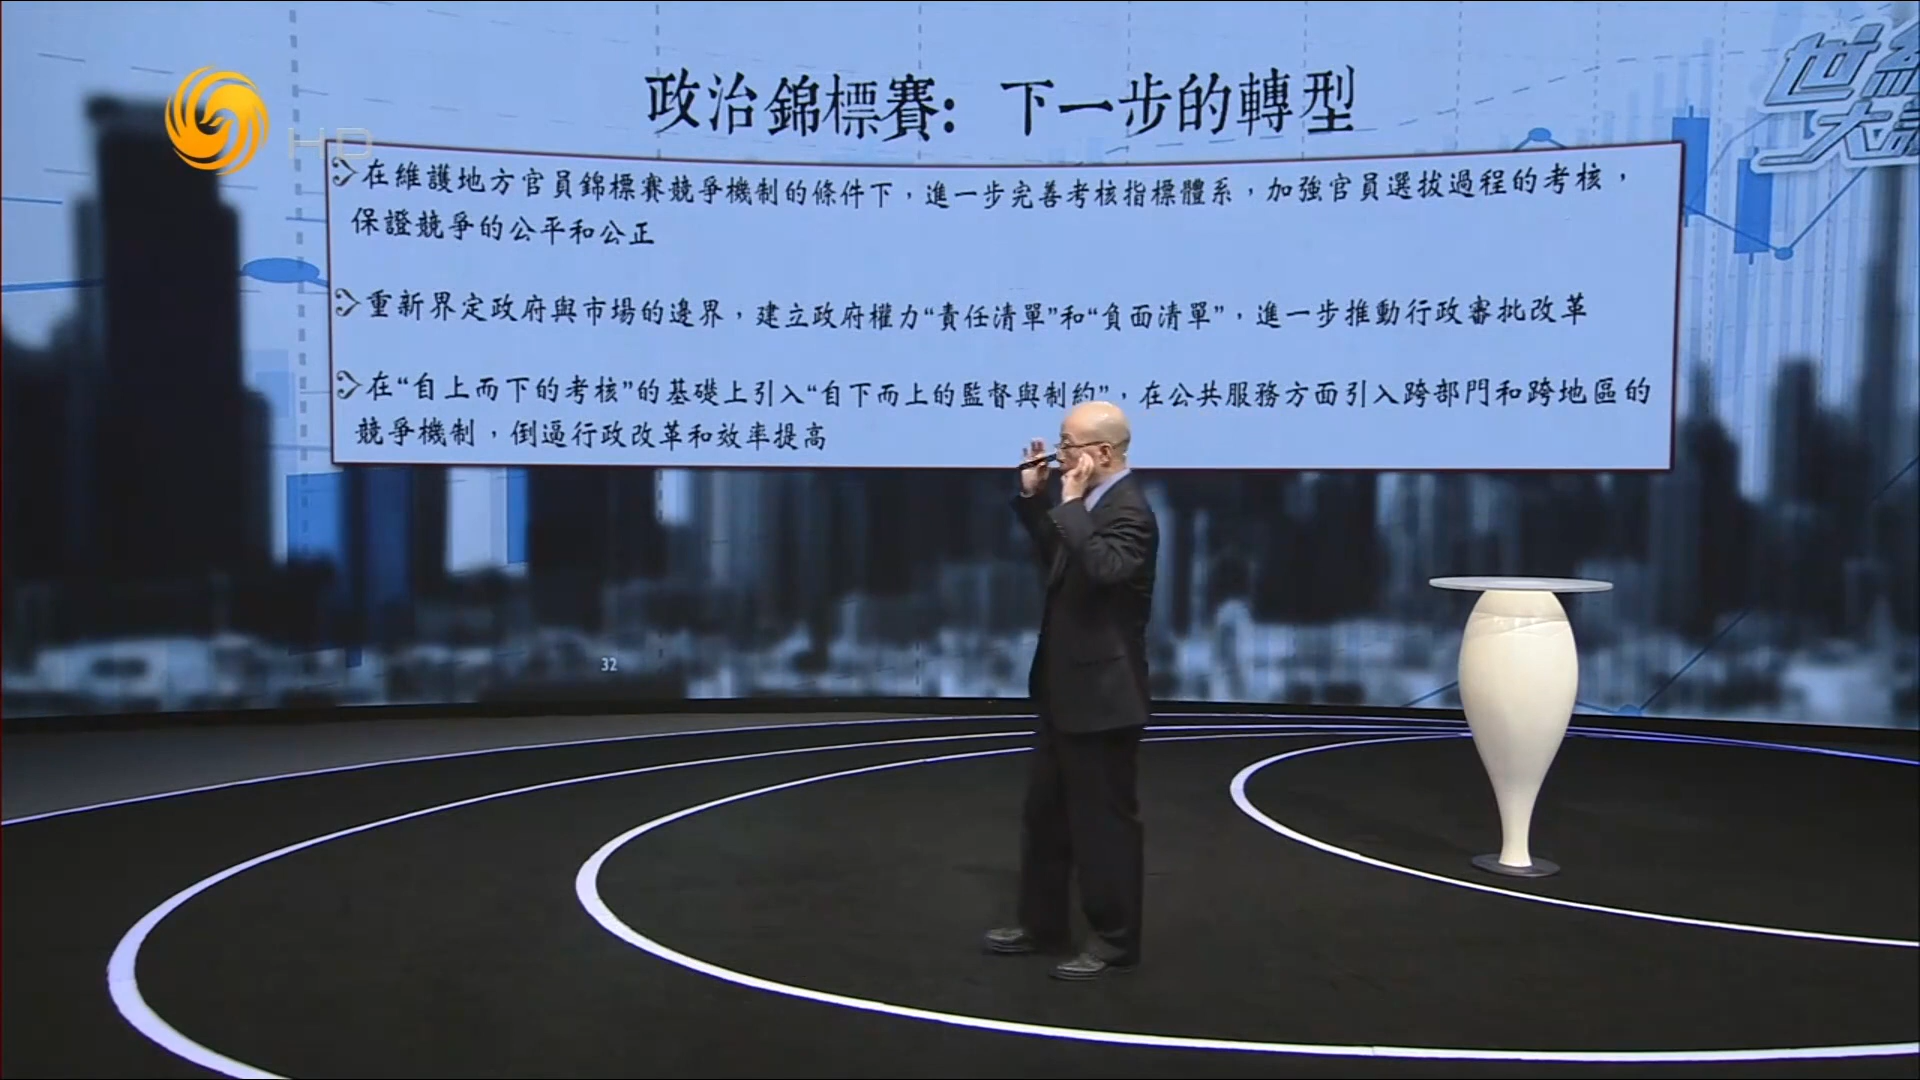 世紀
大講
HD
政治錦標賽：下一步的轉型
在維護地方官員錦標賽競爭機制的條件下，進一步完善考核指標體系，加強官員選拔過程的考核，
保證競爭的公平和公正
重新界定政府與市場的邊界，建立政府權力“責任清單”和“負面清單”，進一步推動行政審批改革
在“自上而下的考核”的基礎上引入“自下而上的監督與制約”，在公共服務方面引入跨部門和跨地區的
競爭機制，倒逼行政改革和效率提高
32